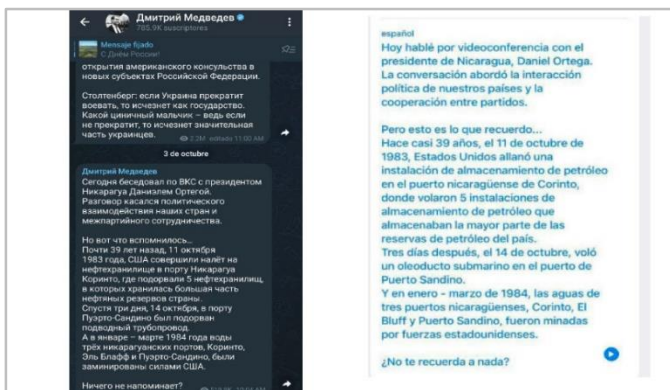 Дмитрий Медведев
785.9K suscriptores
Mensaje fijado
С Днём России!
открытия американского консульства в
новых субъектах Российской Федерации.
Столтенберг: если Украина прекратит
воевать, то исчезнет как государство.
Какой циничный мальчик – ведь если
не прекратит, то исчезнет значительная
часть украинцев.
2.3M editado 11:02 AM
3 de octubre
Дмитрий Медведев
Сегодня беседовал по ВКС с президентом
Никарагуа Даниэлем Ортегой.
Разговор касался политического
взаимодействия наших стран и
межпартийного сотрудничества.
Но вот что вспомнилось...
Почти 39 лет назад, 11 октября
1983 года, США совершили налёт на
нефтехранилище в порту Никарагуа
Коринто, где подорвали 5 нефтехранилищ,
в которых хранилась большая часть
нефтяных резервов страны.
Спустя три дня, 14 октября, в порту
Пуэрто-Сандино был подорван
подводный трубопровод.
А в январе – марте 1984 года воды
трёх никарагуанских портов, Коринто,
Эль Блафф и Пуэрто-Сандино, были
заминированы силами США.
Ничего не напоминает?
español
Hoy hablé por videoconferencia con el
presidente de Nicaragua, Daniel Ortega.
La conversación abordó la interacción
política de nuestros países y la
cooperación entre partidos.
Pero esto es lo que recuerdo...
Hace casi 39 años, el 11 de octubre de
1983, Estados Unidos allanó una
instalación de almacenamiento de petróleo
en el puerto nicaragüense de Corinto,
donde volaron 5 instalaciones de
almacenamiento de petróleo que
almacenaban la mayor parte de las
reservas de petróleo del país.
Tres días después, el 14 de octubre, voló
un oleoducto submarino en el puerto de
Puerto Sandino.
Y en enero - marzo de 1984, las aguas de
tres puertos nicaragüenses, Corinto, El
Bluff y Puerto Sandino, fueron minadas
por fuerzas estadounidenses.
¿No te recuerda a nada?